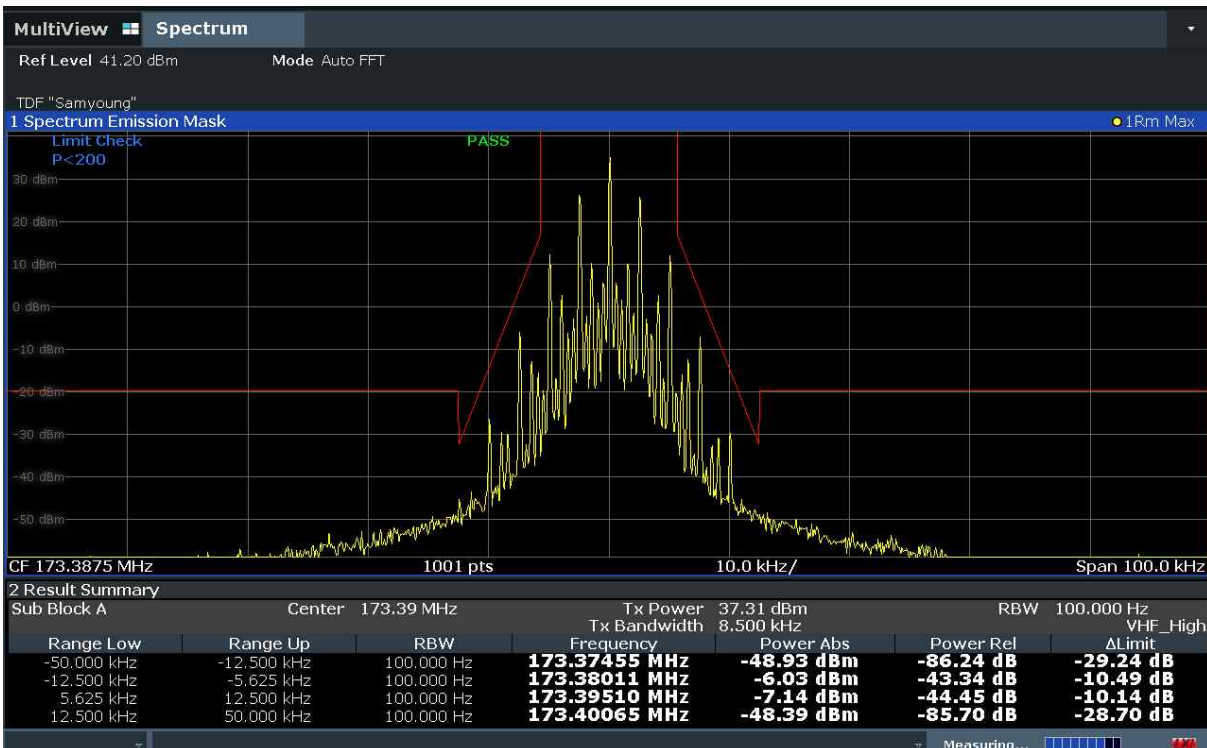 MultiView Spectrum
Ref Level 41.20 dBm Mode Auto FFT
TDF "Samyoung"
1 Spectrum Emission Mask 1Rm Max
Limit Check PASS
P<200
30 dBm
20 dBm
10 dBm
0 dBm
-10 dBm
-20 dBm
-30 dBm
-40 dBm
-50 dBm
CF 173.3875 MHz 1001 pts 10.0 kHz/ Span 100.0 kHz
2 Result Summary
Sub Block A Center 173.39 MHz Tx Power 37.31 dBm RBW 100.000 Hz
Tx Bandwidth 8.500 kHz VHF_High
Range Low Range Up RBW Frequency Power Abs Power Rel ΔLimit
-50.000 kHz -12.500 kHz 100.000 Hz 173.37455 MHz -48.93 dBm -86.24 dB -29.24 dB
-12.500 kHz -5.625 kHz 100.000 Hz 173.38011 MHz -6.03 dBm -43.34 dB -10.49 dB
5.625 kHz 12.500 kHz 100.000 Hz 173.39510 MHz -7.14 dBm -44.45 dB -10.14 dB
12.500 kHz 50.000 kHz 100.000 Hz 173.40065 MHz -48.39 dBm -85.70 dB -28.70 dB
Measuring...